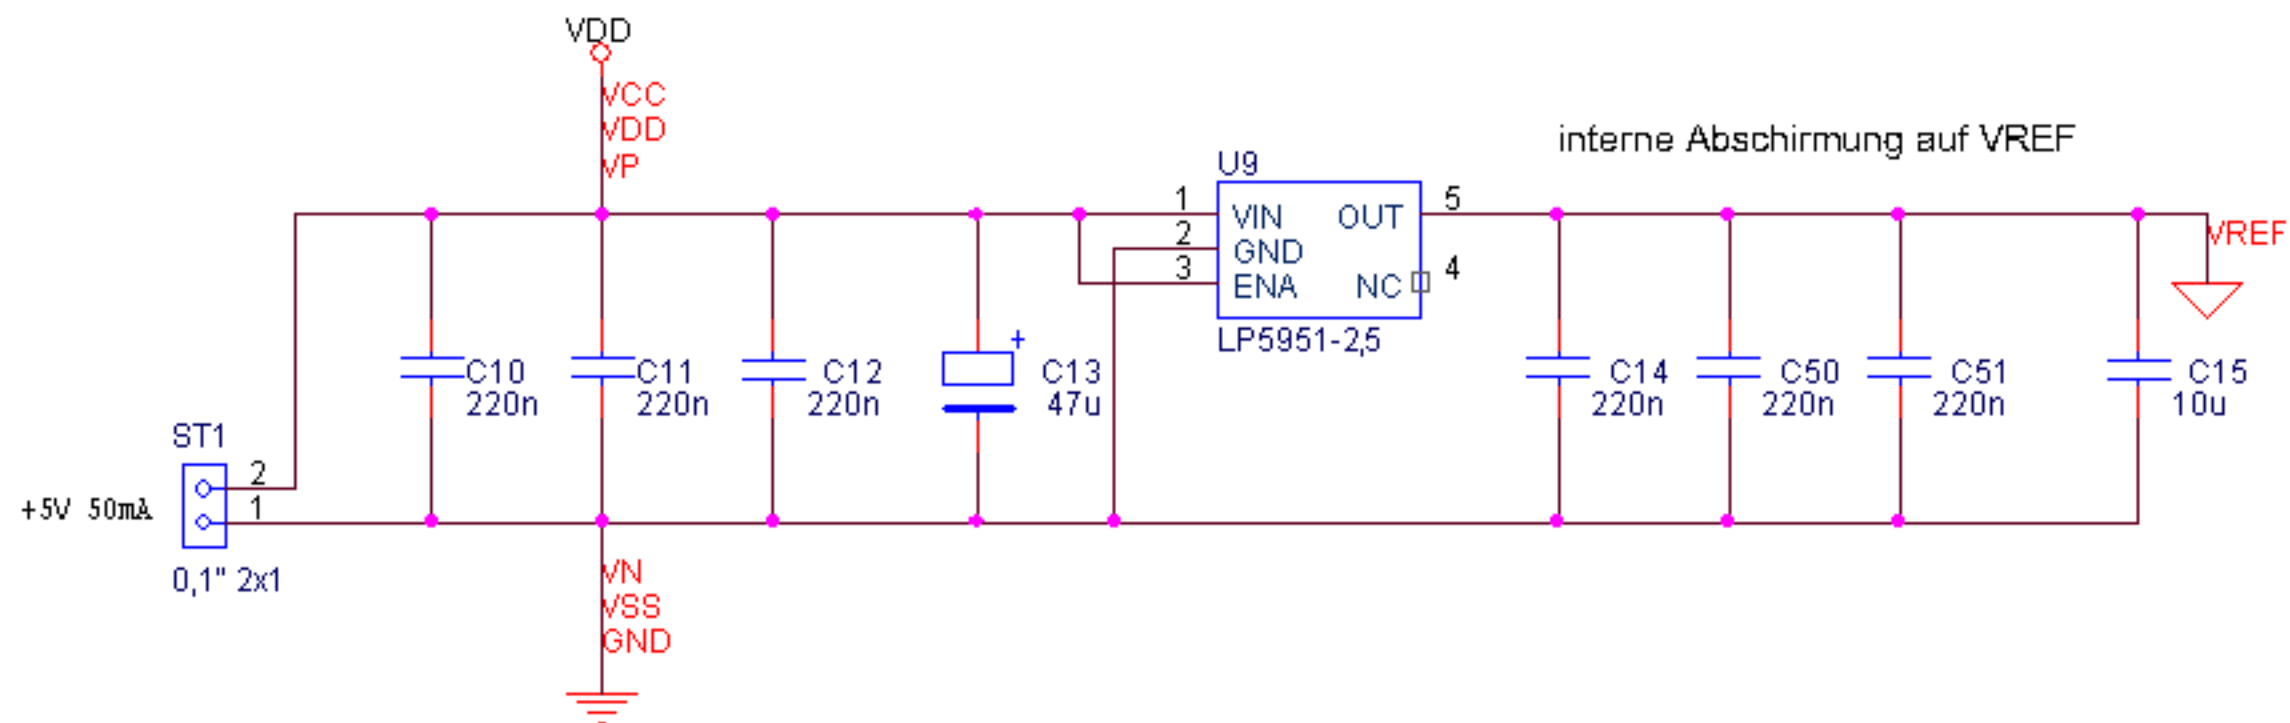 VDD
VCC
VDD
VP
interne Abschirmung auf VREF
U9
1
VIN
OUT
5
2
GND
3
ENA
NC
4
LP5951-2,5
VREF
+
C10
220n
C11
220n
C12
220n
C13
47u
C14
220n
C50
220n
C51
220n
C15
10u
ST1
2
1
+5V 50mA
0,1" 2x1
VN
VSS
GND